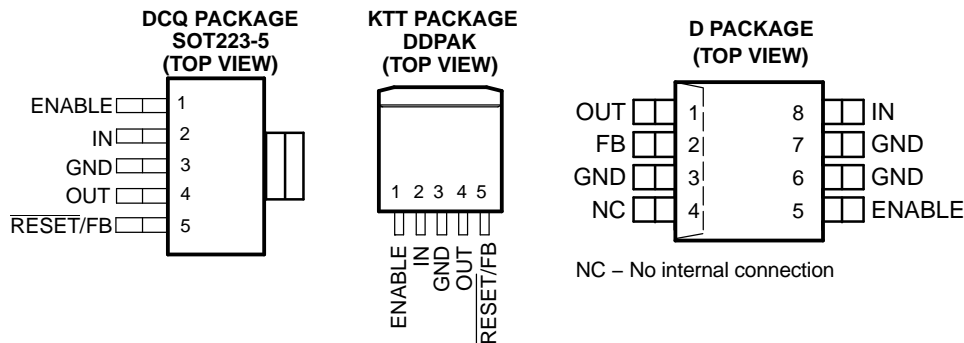 DCQ PACKAGE
SOT223-5
(TOP VIEW)
ENABLE 1
IN 2
GND 3
OUT 4
RESET/FB 5
KTT PACKAGE
DDPAK
(TOP VIEW)
1 2 3 4 5
ENABLE
IN
GND
OUT
RESET/FB
D PACKAGE
(TOP VIEW)
OUT 1 8 IN
FB 2 7 GND
GND 3 6 GND
NC 4 5 ENABLE
NC – No internal connection